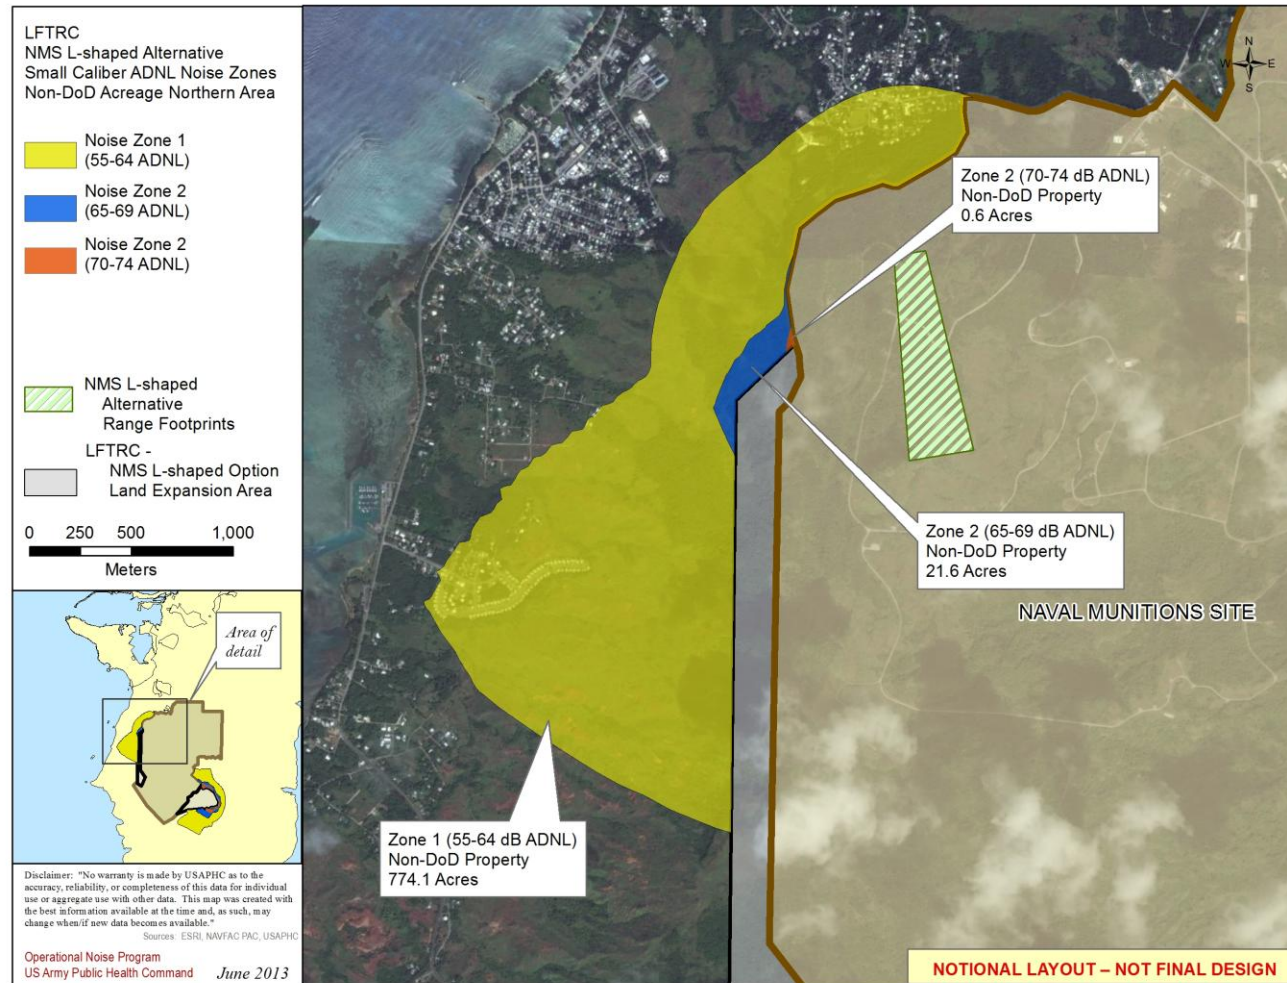 LFTRC
NMS L-shaped Alternative
Small Caliber ADNL Noise Zones
Non-DoD Acreage Northern Area
Noise Zone 1
(55-64 ADNL)
Noise Zone 2
(65-69 ADNL)
Noise Zone 2
(70-74 ADNL)
NMS L-shaped
Alternative
Range Footprints
LFTRC -
NMS L-shaped Option
Land Expansion Area
0 250 500 1,000
Meters
Area of
detail
Disclaimer: "No warranty is made by USAPHC as to the
accuracy, reliability, or completeness of this data for individual
use or aggregate use with other data. This map was created with
the best information available at the time and, as such, may
change when/if new data becomes available."
Sources: ESRI, NAVFAC PAC, USAPHC
Operational Noise Program
US Army Public Health Command June 2013
N
W E
S
Zone 2 (70-74 dB ADNL)
Non-DoD Property
0.6 Acres
Zone 2 (65-69 dB ADNL)
Non-DoD Property
21.6 Acres
NAVAL MUNITIONS SITE
Zone 1 (55-64 dB ADNL)
Non-DoD Property
774.1 Acres
NOTIONAL LAYOUT – NOT FINAL DESIGN